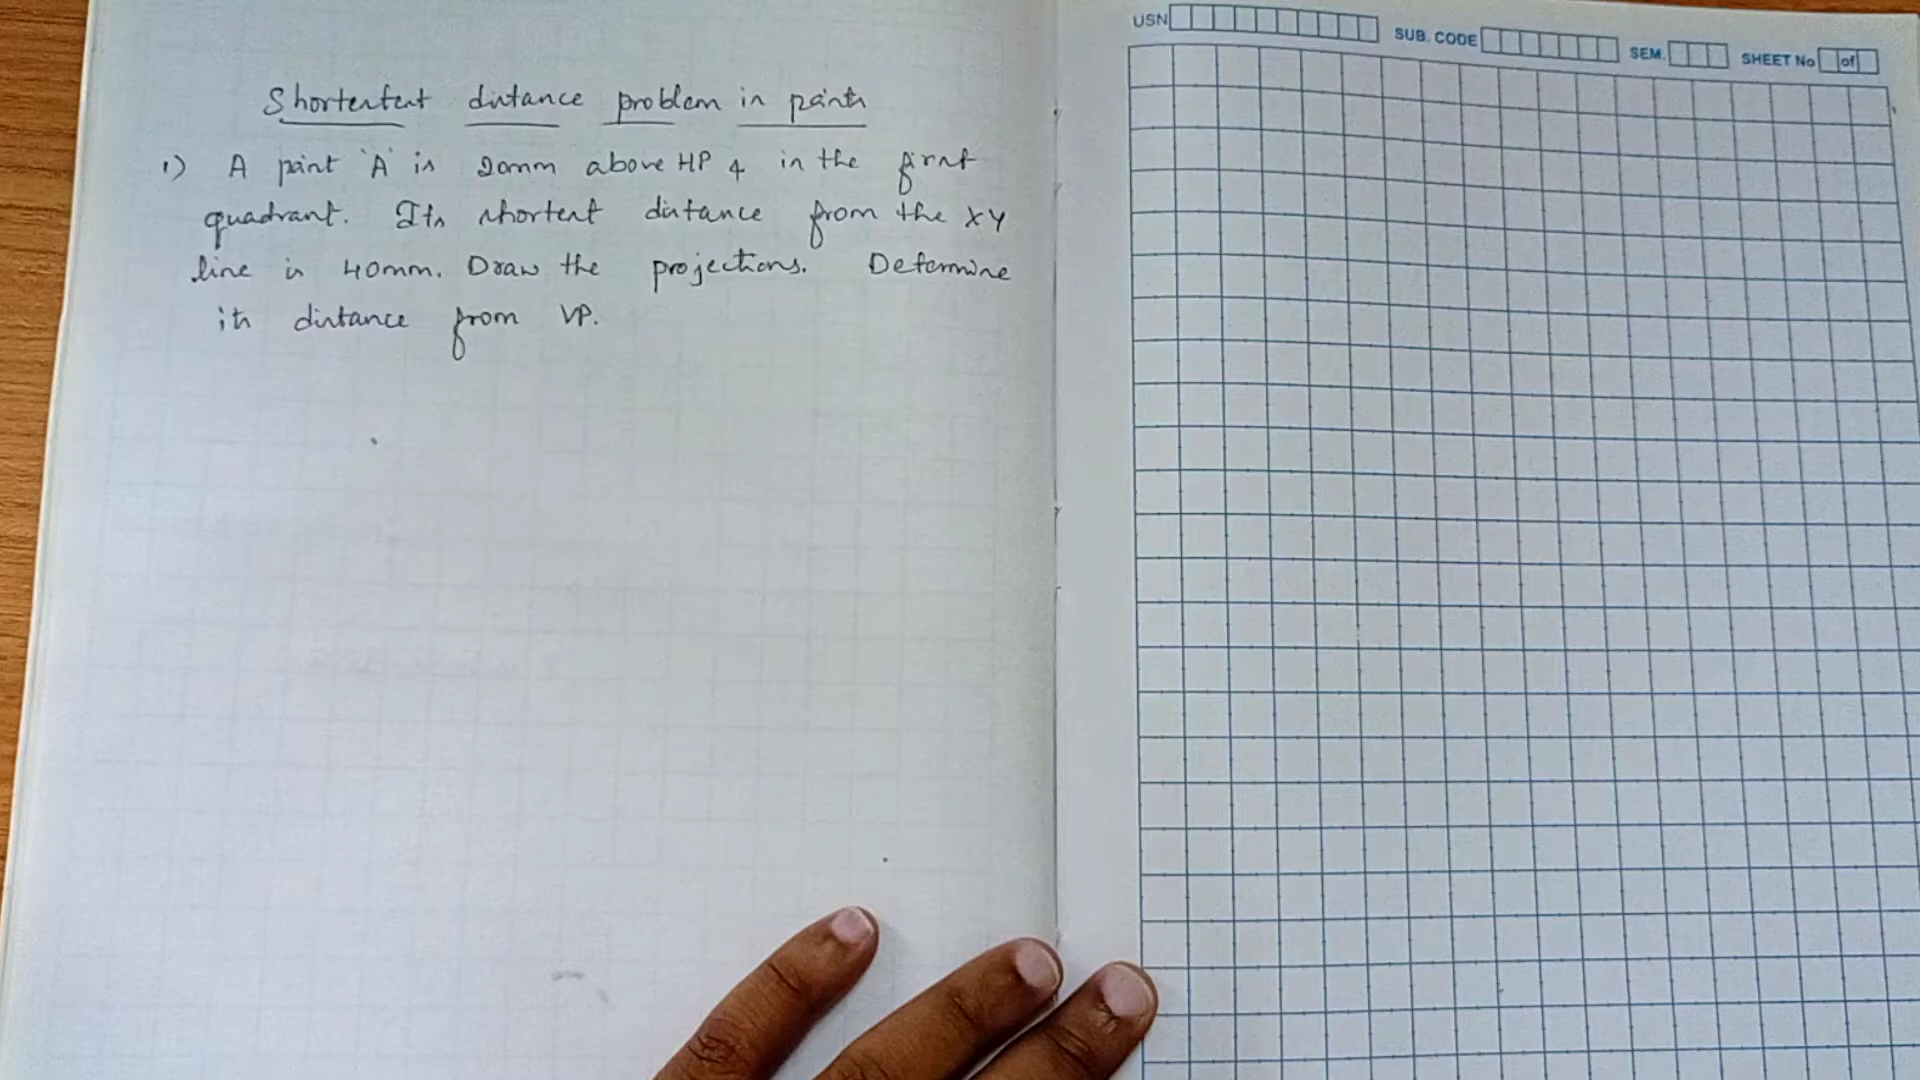 Shortestest distance problem in points
1) A point 'A' is 20mm above HP & in the first
quadrant. Its shortest distance from the XY
line is 40mm. Draw the projections. Determine
its distance from VP.
USN SUB. CODE SEM. SHEET No of